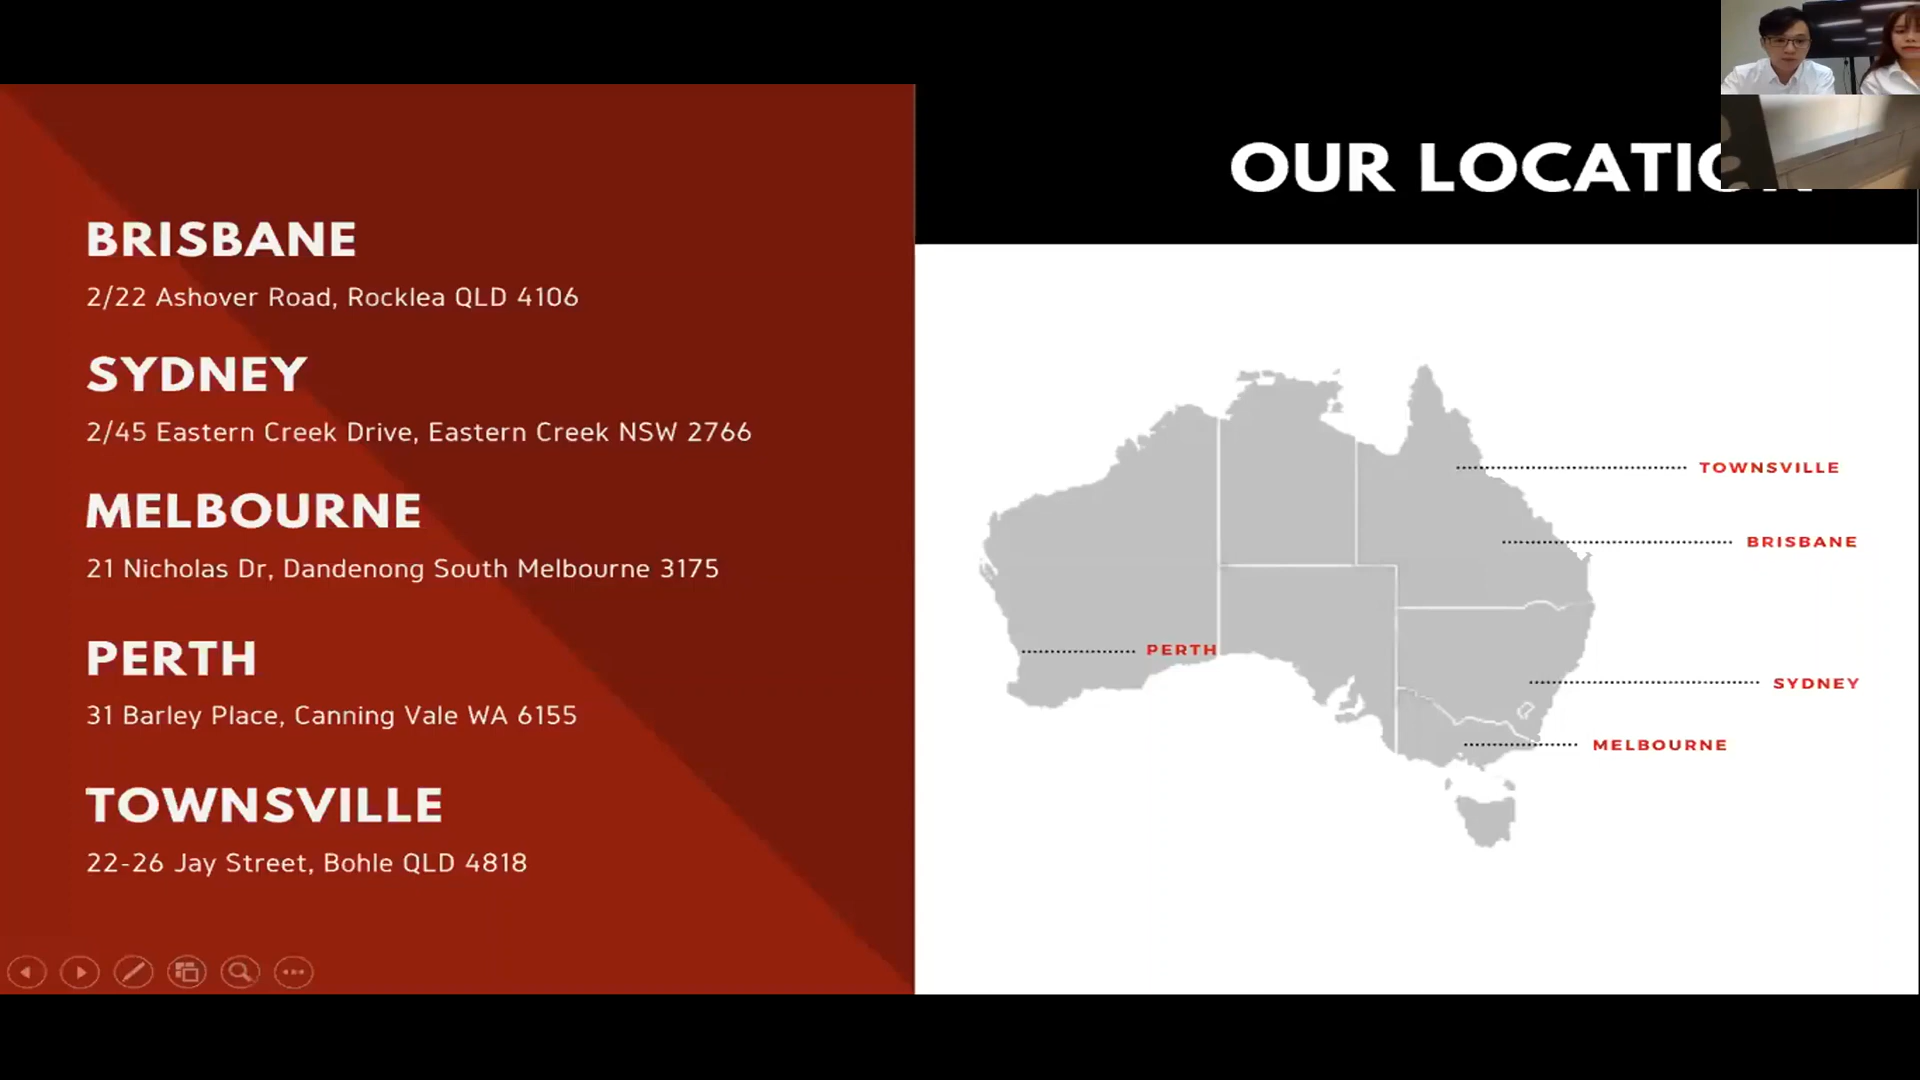 OUR LOCATION
BRISBANE
2/22 Ashover Road, Rocklea QLD 4106
SYDNEY
2/45 Eastern Creek Drive, Eastern Creek NSW 2766
MELBOURNE
21 Nicholas Dr, Dandenong South Melbourne 3175
PERTH
31 Barley Place, Canning Vale WA 6155
TOWNSVILLE
22-26 Jay Street, Bohle QLD 4818
TOWNSVILLE
BRISBANE
PERTH
SYDNEY
MELBOURNE